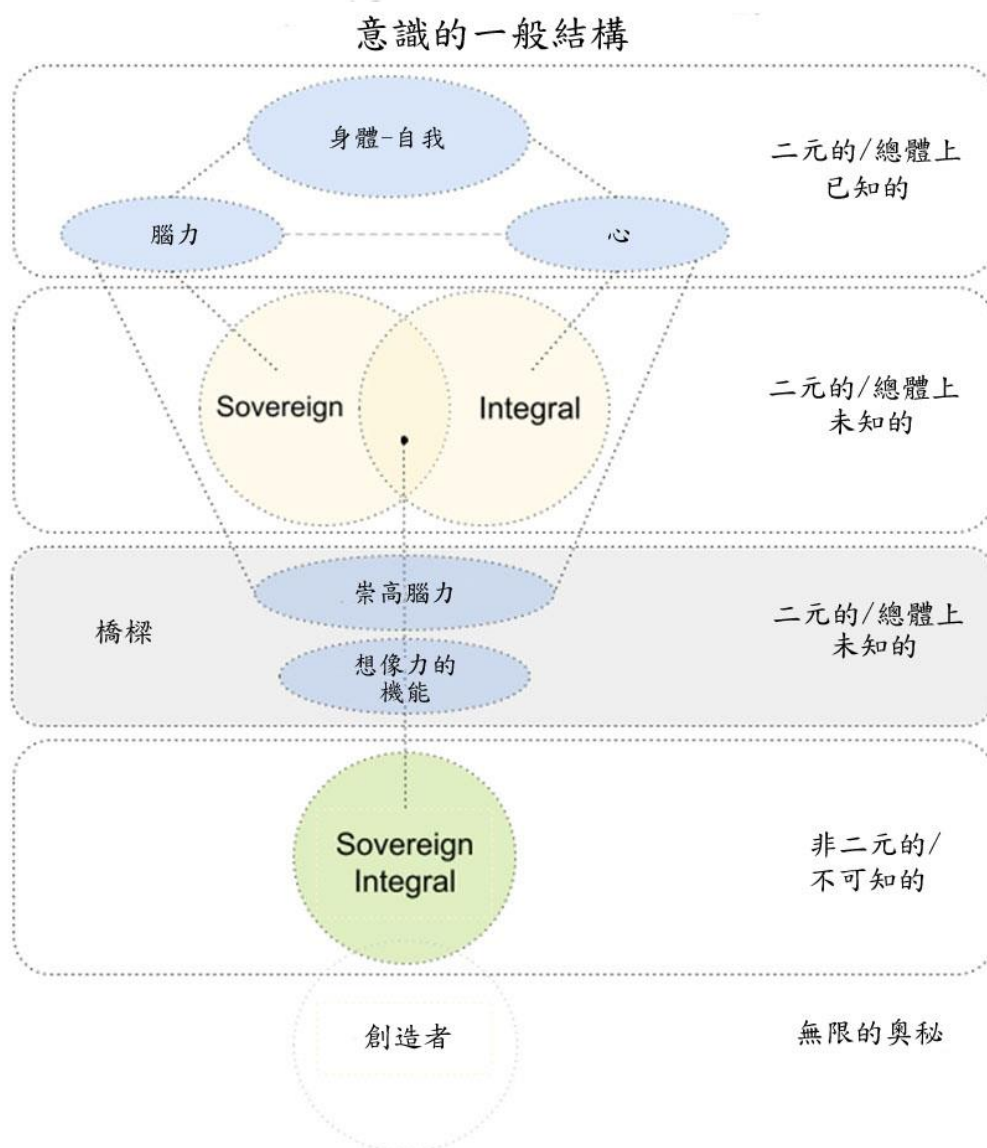 意識的一般結構
身體-自我
二元的/總體上
已知的
腦力
心
二元的/總體上
未知的
Sovereign
Integral
崇高腦力
橋樑
二元的/總體上
未知的
想像力的
機能
Sovereign
Integral
非二元的/
不可知的
創造者
無限的奧秘